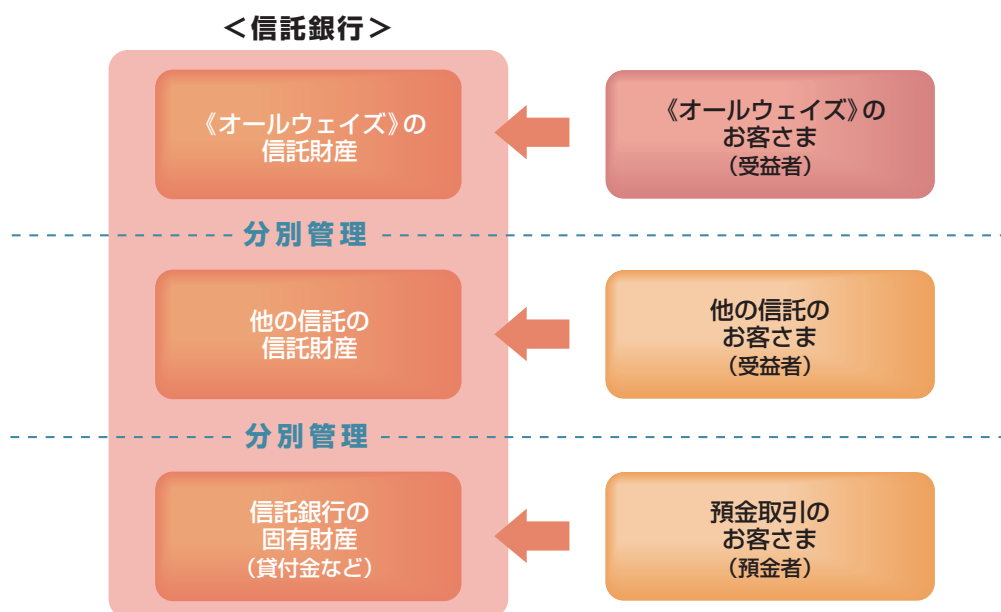 ＜信託銀行＞
《オールウェイズ》の
信託財産
《オールウェイズ》の
お客さま
（受益者）
分別管理
他の信託の
信託財産
他の信託の
お客さま
（受益者）
分別管理
信託銀行の
固有財産
（貸付金など）
預金取引の
お客さま
（預金者）